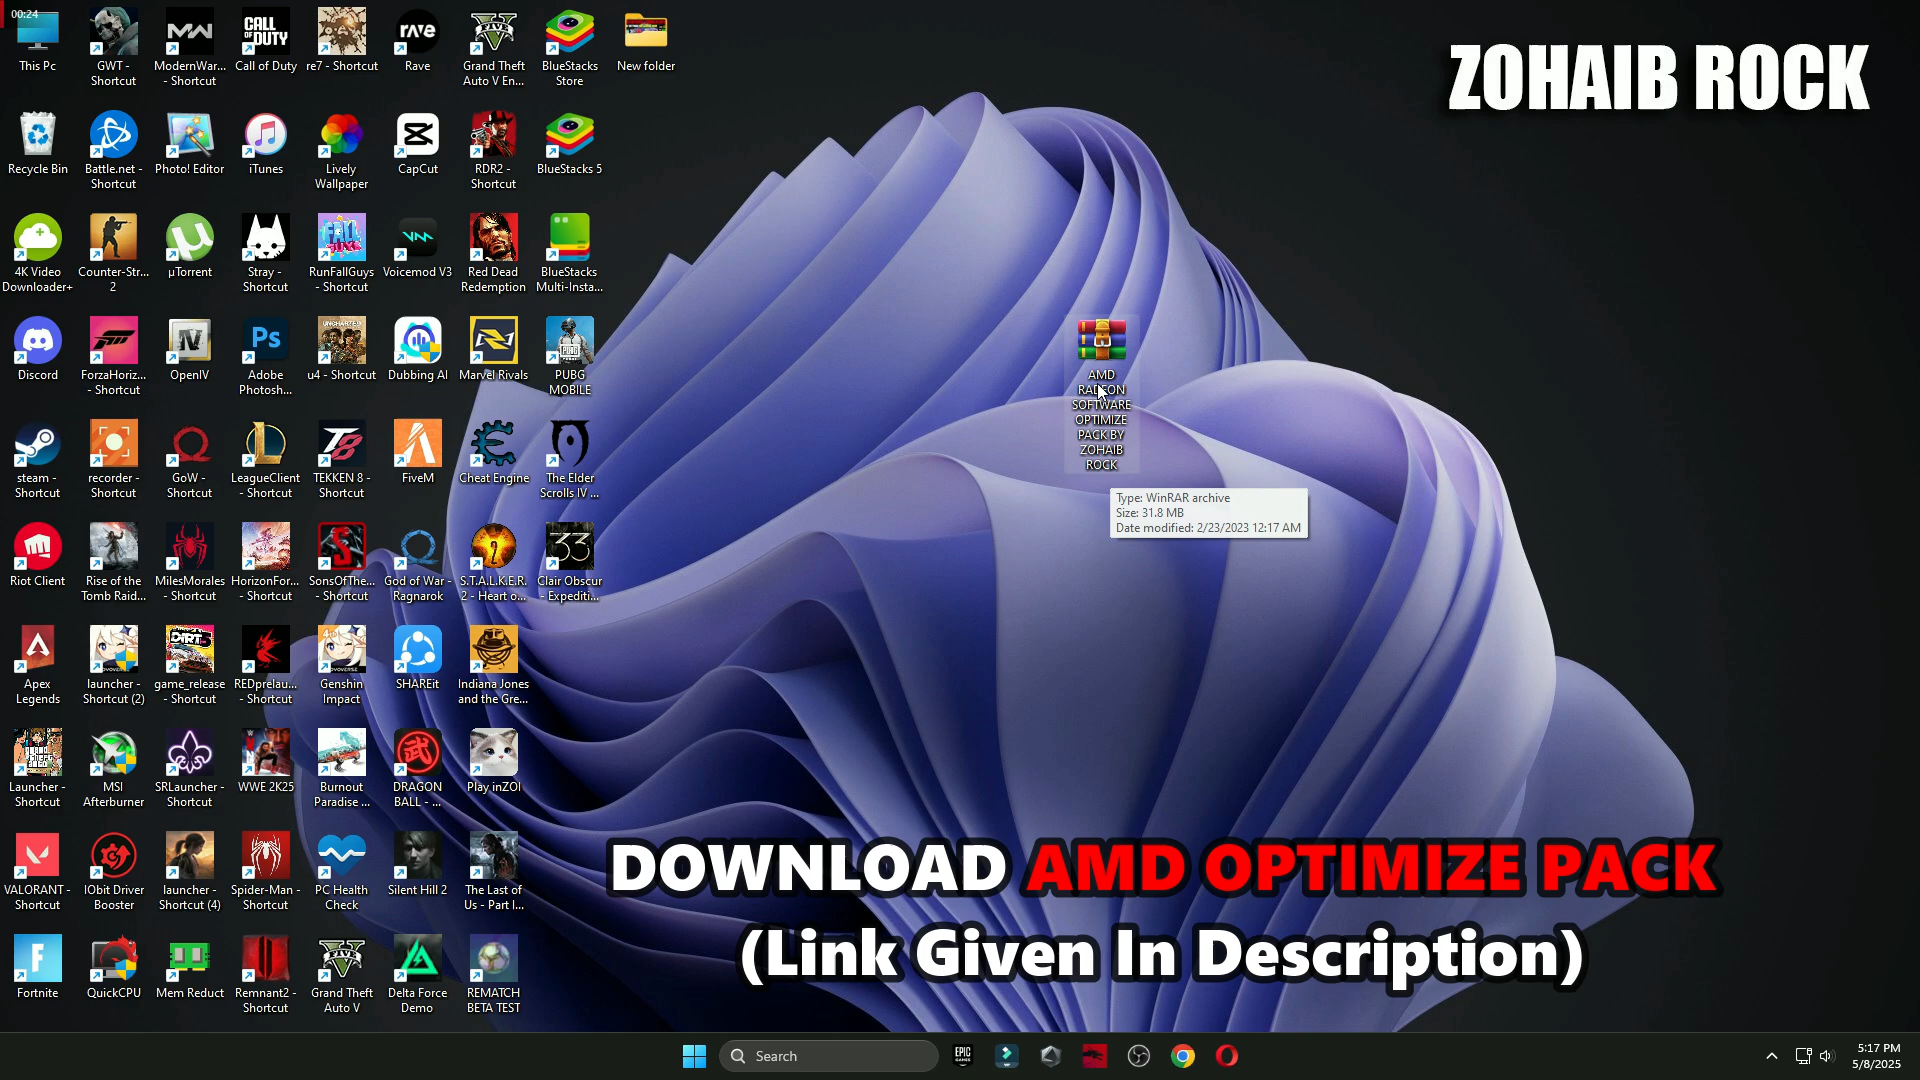 00:24
ZOHAIB ROCK
This Pc
GWT -
Shortcut
ModernWar...
- Shortcut
CALL OF DUTY
Call of Duty
re7 - Shortcut
rave
Rave
Grand Theft
Auto V En...
BlueStacks
Store
New folder
Recycle Bin
Battle.net -
Shortcut
Photo! Editor
iTunes
Lively
Wallpaper
CapCut
RDR2 -
Shortcut
BlueStacks 5
4K Video
Downloader+
Counter-Str...
2
µTorrent
Stray -
Shortcut
RunFallGuys
- Shortcut
Voicemod V3
Red Dead
Redemption
BlueStacks
Multi-Insta...
Discord
ForzaHoriz...
- Shortcut
OpenIV
Ps
Adobe
Photosh...
u4 - Shortcut
Dubbing AI
Marvel Rivals
PUBG
MOBILE
AMD
RADEON
SOFTWARE
OPTIMIZE
PACK BY
ZOHAIB
ROCK
steam -
Shortcut
recorder -
Shortcut
GoW -
Shortcut
LeagueClient
- Shortcut
TEKKEN 8 -
Shortcut
FiveM
Cheat Engine
The Elder
Scrolls IV ...
Type: WinRAR archive
Size: 31.8 MB
Date modified: 2/23/2023 12:17 AM
Riot Client
Rise of the
Tomb Raid...
MilesMorales
- Shortcut
HorizonFor...
- Shortcut
SonsOfThe...
- Shortcut
God of War -
Ragnarok
S.T.A.L.K.E.R.
2 - Heart o...
33
Clair Obscur
- Expediti...
Apex
Legends
launcher -
Shortcut (2)
game_release
- Shortcut
REDprelau...
- Shortcut
Genshin
Impact
SHAREit
Indiana Jones
and the Gre...
Launcher -
Shortcut
MSI
Afterburner
SRLauncher -
Shortcut
WWE 2K25
Burnout
Paradise ...
武
DRAGON
BALL - ...
Play inZOI
VALORANT -
Shortcut
IObit Driver
Booster
launcher -
Shortcut (4)
Spider-Man -
Shortcut
PC Health
Check
Silent Hill 2
The Last of
Us - Part I...
DOWNLOAD AMD OPTIMIZE PACK
(Link Given In Description)
Fortnite
QuickCPU
Mem Reduct
Remnant2 -
Shortcut
Grand Theft
Auto V
Delta Force
Demo
REMATCH
BETA TEST
Search
EPIC
GAMES
5:17 PM
5/8/2025